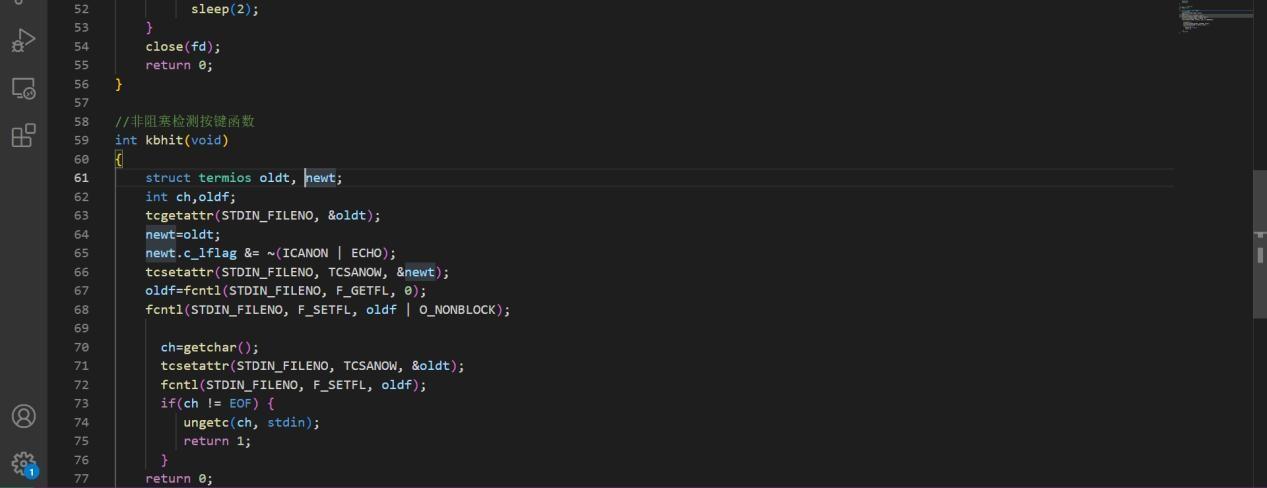 52 sleep(2);
53 }
54 close(fd);
55 return 0;
56 }
57
58 //非阻塞检测按键函数
59 int kbhit(void)
60 {
61 struct termios oldt, newt;
62 int ch,oldf;
63 tcgetattr(STDIN_FILENO, &oldt);
64 newt=oldt;
65 newt.c_lflag &= ~(ICANON | ECHO);
66 tcsetattr(STDIN_FILENO, TCSANOW, &newt);
67 oldf=fcntl(STDIN_FILENO, F_GETFL, 0);
68 fcntl(STDIN_FILENO, F_SETFL, oldf | O_NONBLOCK);
69
70 ch=getchar();
71 tcsetattr(STDIN_FILENO, TCSANOW, &oldt);
72 fcntl(STDIN_FILENO, F_SETFL, oldf);
73 if(ch != EOF) {
74 ungetc(ch, stdin);
75 return 1;
76 }
77 return 0;
1